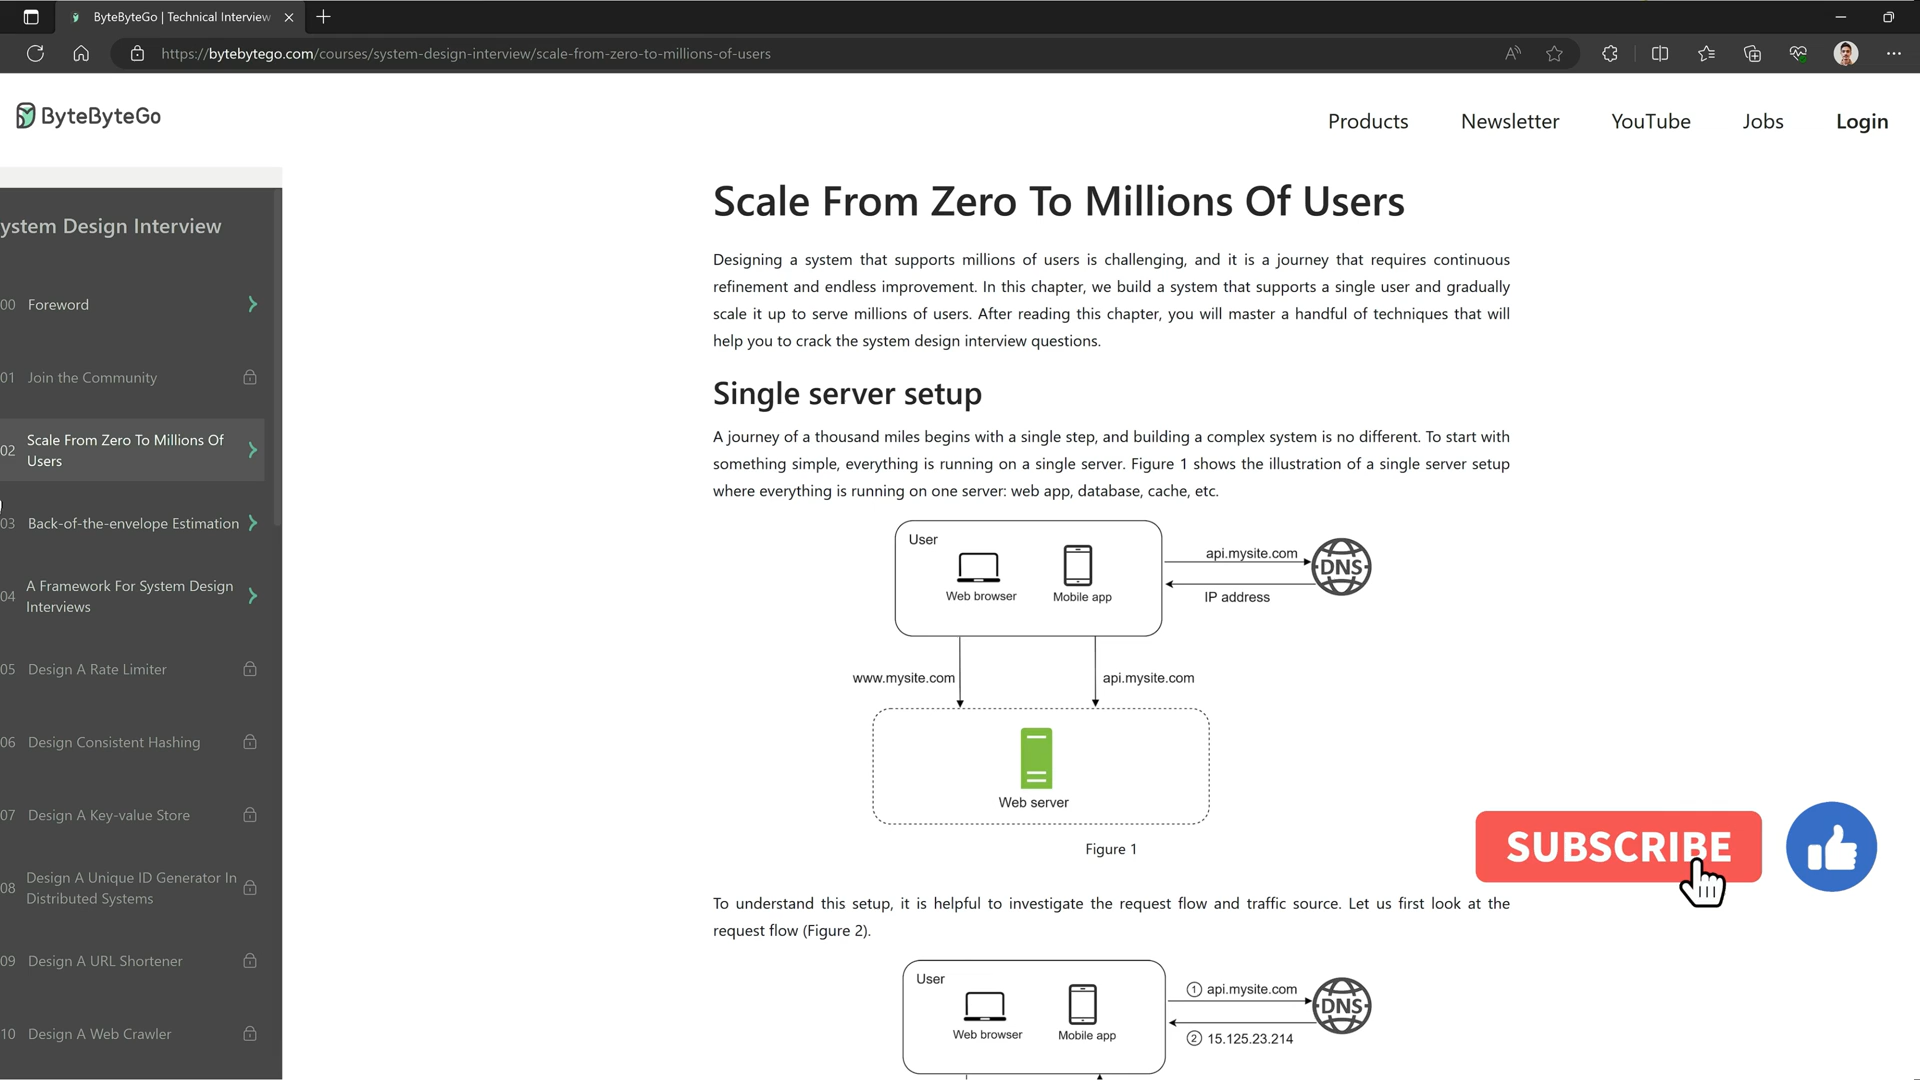 ByteByteGo | Technical Interview
https://bytebytego.com/courses/system-design-interview/scale-from-zero-to-millions-of-users
ByteByteGo
Products
Newsletter
YouTube
Jobs
Login
ystem Design Interview
00 Foreword
01 Join the Community
02 Scale From Zero To Millions Of
Users
03 Back-of-the-envelope Estimation
04 A Framework For System Design
Interviews
05 Design A Rate Limiter
06 Design Consistent Hashing
07 Design A Key-value Store
08 Design A Unique ID Generator In
Distributed Systems
09 Design A URL Shortener
10 Design A Web Crawler
Scale From Zero To Millions Of Users
Designing a system that supports millions of users is challenging, and it is a journey that requires continuous
refinement and endless improvement. In this chapter, we build a system that supports a single user and gradually
scale it up to serve millions of users. After reading this chapter, you will master a handful of techniques that will
help you to crack the system design interview questions.
Single server setup
A journey of a thousand miles begins with a single step, and building a complex system is no different. To start with
something simple, everything is running on a single server. Figure 1 shows the illustration of a single server setup
where everything is running on one server: web app, database, cache, etc.
User
Web browser
Mobile app
api.mysite.com
DNS
IP address
www.mysite.com
api.mysite.com
Web server
Figure 1
SUBSCRIBE
To understand this setup, it is helpful to investigate the request flow and traffic source. Let us first look at the
request flow (Figure 2).
User
Web browser
Mobile app
1 api.mysite.com
DNS
2 15.125.23.214